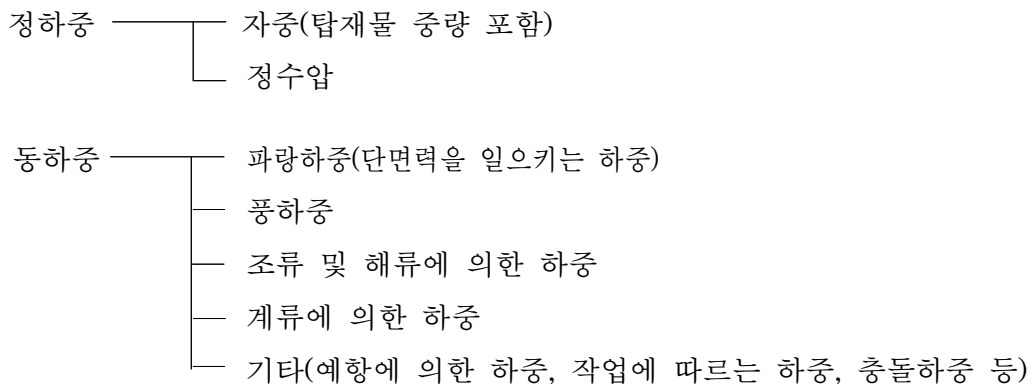 정하중 자중(탑재물 중량 포함)
정수압
동하중 파랑하중(단면력을 일으키는 하중)
풍하중
조류 및 해류에 의한 하중
계류에 의한 하중
기타(예항에 의한 하중, 작업에 따르는 하중, 충돌하중 등)